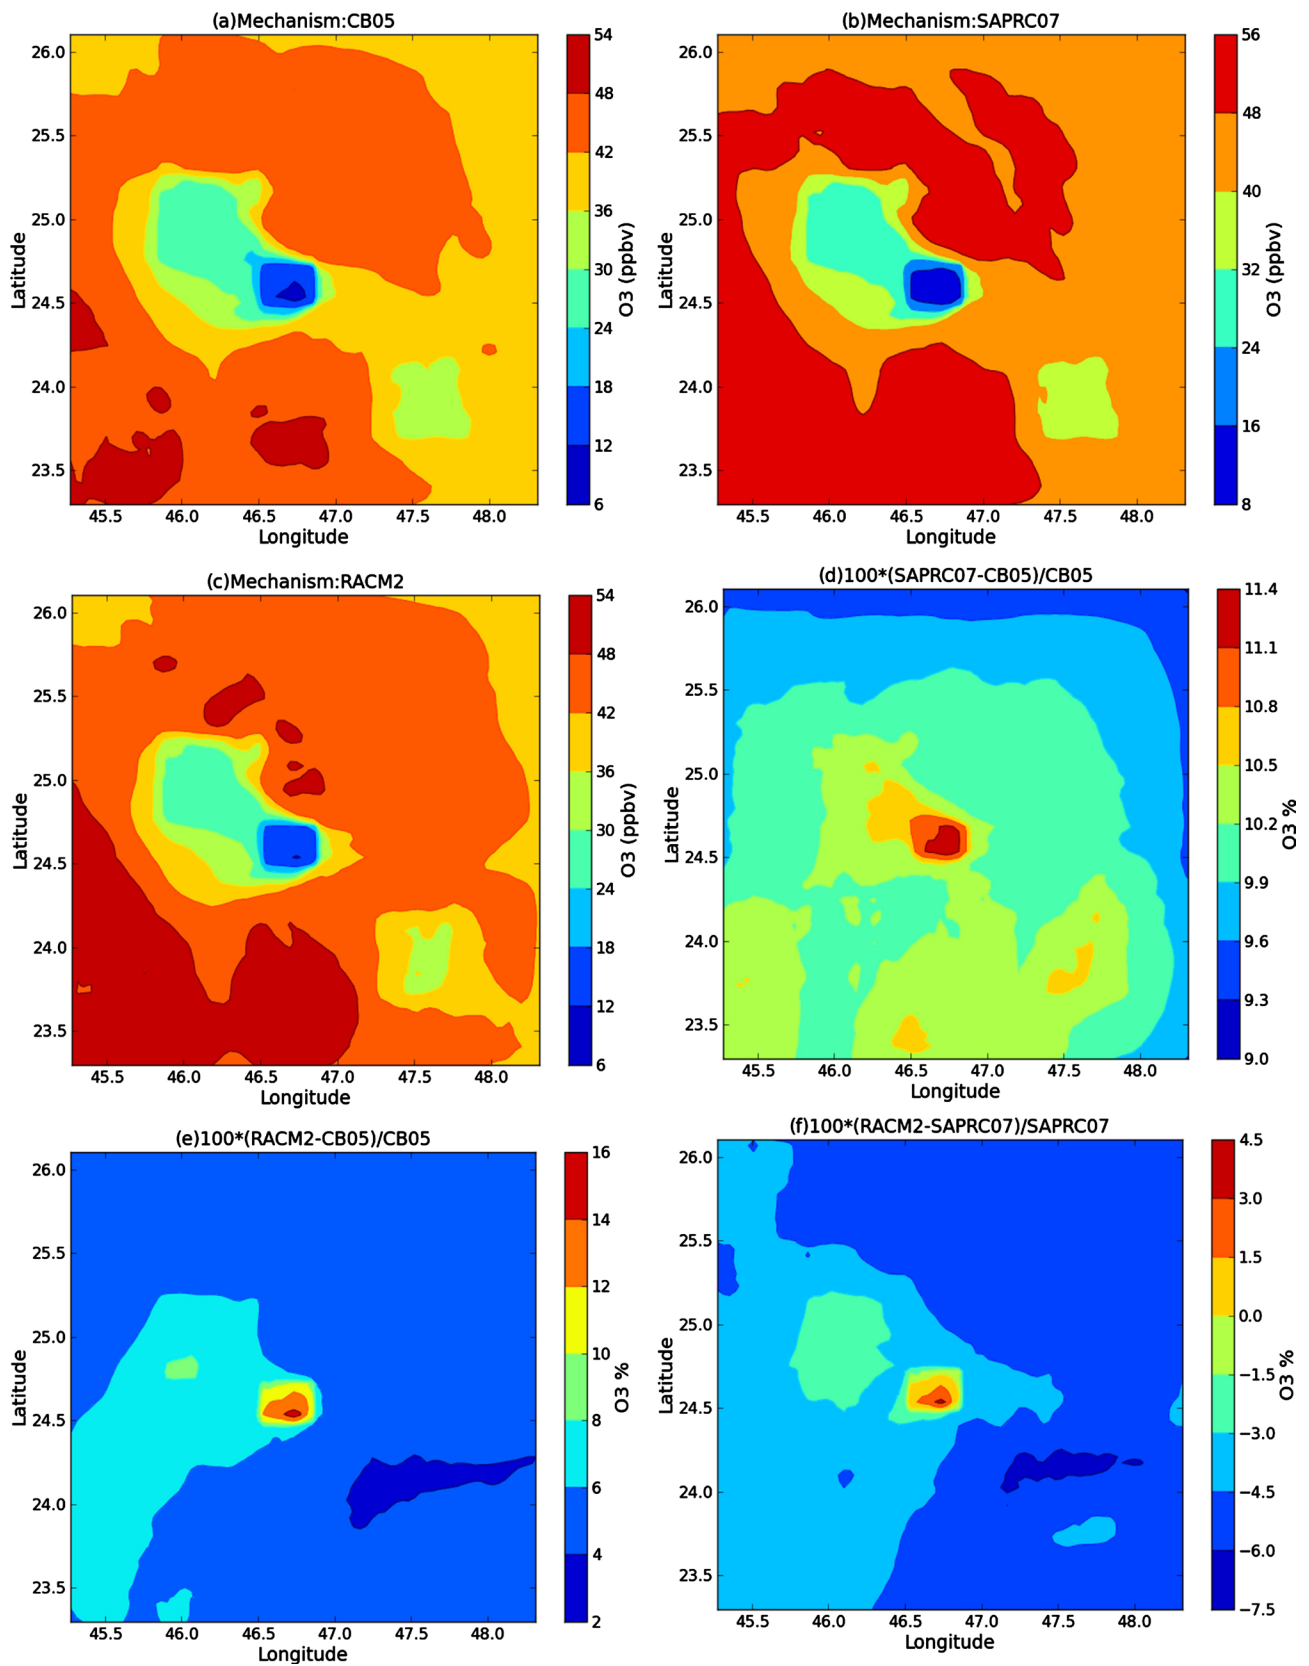 (a)Mechanism:CB05
26.0
25.5
25.0
24.5
24.0
23.5
Latitude
45.5 46.0 46.5 47.0 47.5 48.0
Longitude
54
48
42
36
30
24
18
12
6
O3 (ppbv)
(b)Mechanism:SAPRC07
26.0
25.5
25.0
24.5
24.0
23.5
Latitude
45.5 46.0 46.5 47.0 47.5 48.0
Longitude
56
48
40
32
24
16
8
O3 (ppbv)
(c)Mechanism:RACM2
26.0
25.5
25.0
24.5
24.0
23.5
Latitude
45.5 46.0 46.5 47.0 47.5 48.0
Longitude
54
48
42
36
30
24
18
12
6
O3 (ppbv)
(d)100*(SAPRC07-CB05)/CB05
26.0
25.5
25.0
24.5
24.0
23.5
Latitude
45.5 46.0 46.5 47.0 47.5 48.0
Longitude
11.4
11.1
10.8
10.5
10.2
9.9
9.6
9.3
9.0
O3 %
(e)100*(RACM2-CB05)/CB05
26.0
25.5
25.0
24.5
24.0
23.5
Latitude
45.5 46.0 46.5 47.0 47.5 48.0
Longitude
16
14
12
10
8
6
4
2
O3 %
(f)100*(RACM2-SAPRC07)/SAPRC07
26.0
25.5
25.0
24.5
24.0
23.5
Latitude
45.5 46.0 46.5 47.0 47.5 48.0
Longitude
4.5
3.0
1.5
0.0
−1.5
−3.0
−4.5
−6.0
−7.5
O3 %